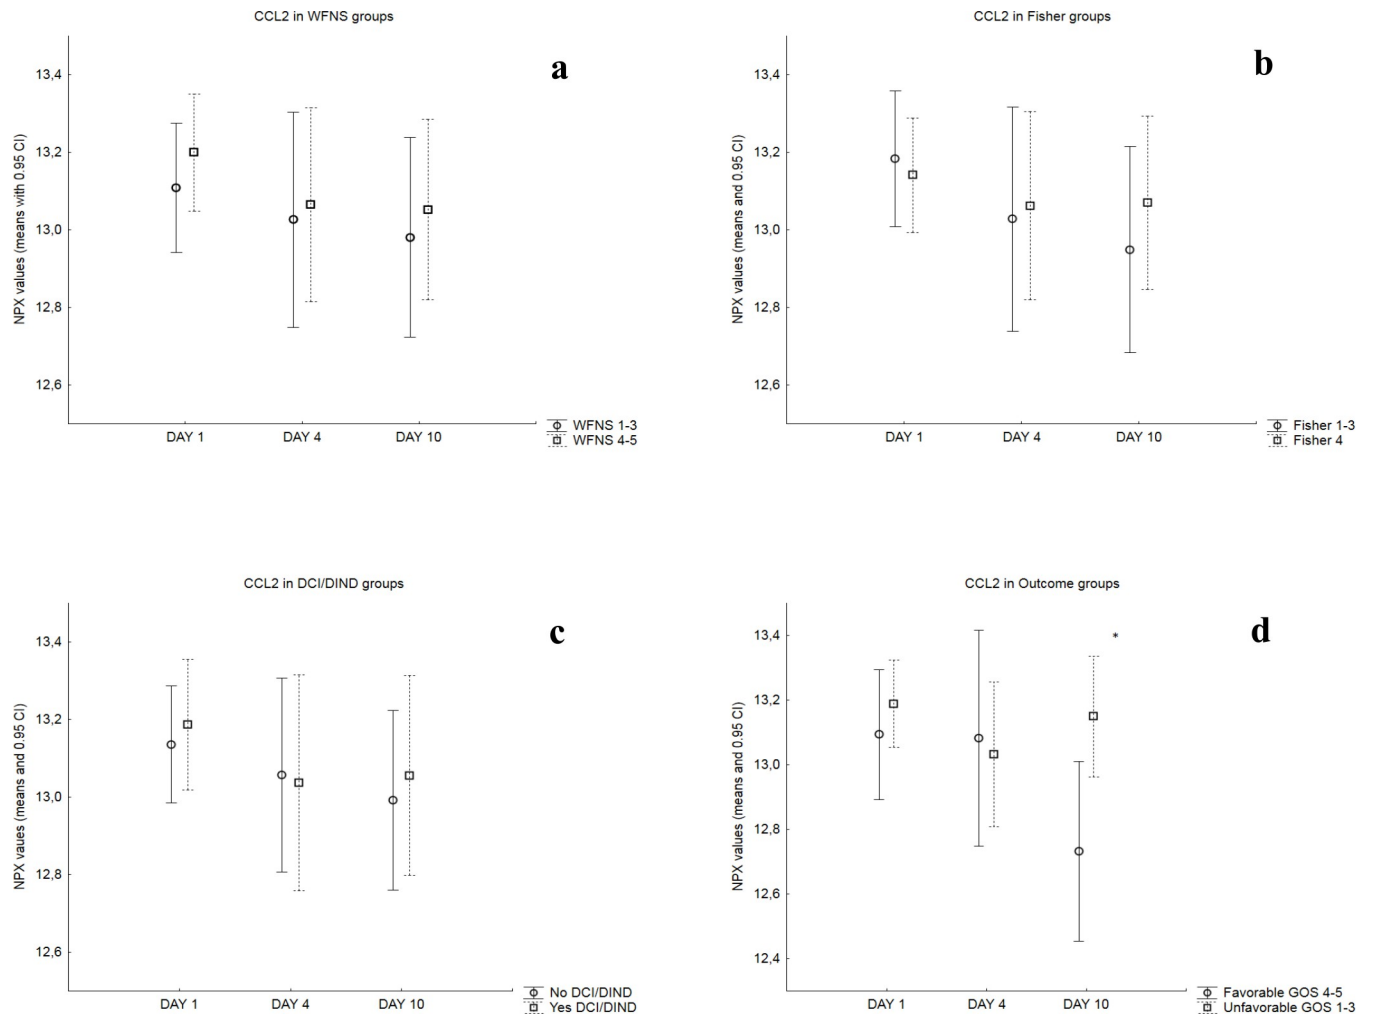 CCL2 in WFNS groups
a
NPX values (means with 0.95 CI)
13,4
13,2
13,0
12,8
12,6
DAY 1
DAY 4
DAY 10
WFNS 1-3
WFNS 4-5
CCL2 in Fisher groups
b
NPX values (means and 0.95 CI)
13,4
13,2
13,0
12,8
12,6
DAY 1
DAY 4
DAY 10
Fisher 1-3
Fisher 4
CCL2 in DCI/DIND groups
c
NPX vaues (means and 0.95 CI)
13,4
13,2
13,0
12,8
12,6
DAY 1
DAY 4
DAY 10
No DCI/DIND
Yes DCI/DIND
CCL2 in Outcome groups
d
*
NPX values (means and 0.95 CI)
13,4
13,2
13,0
12,8
12,6
12,4
DAY 1
DAY 4
DAY 10
Favorable GOS 4-5
Unfavorable GOS 1-3